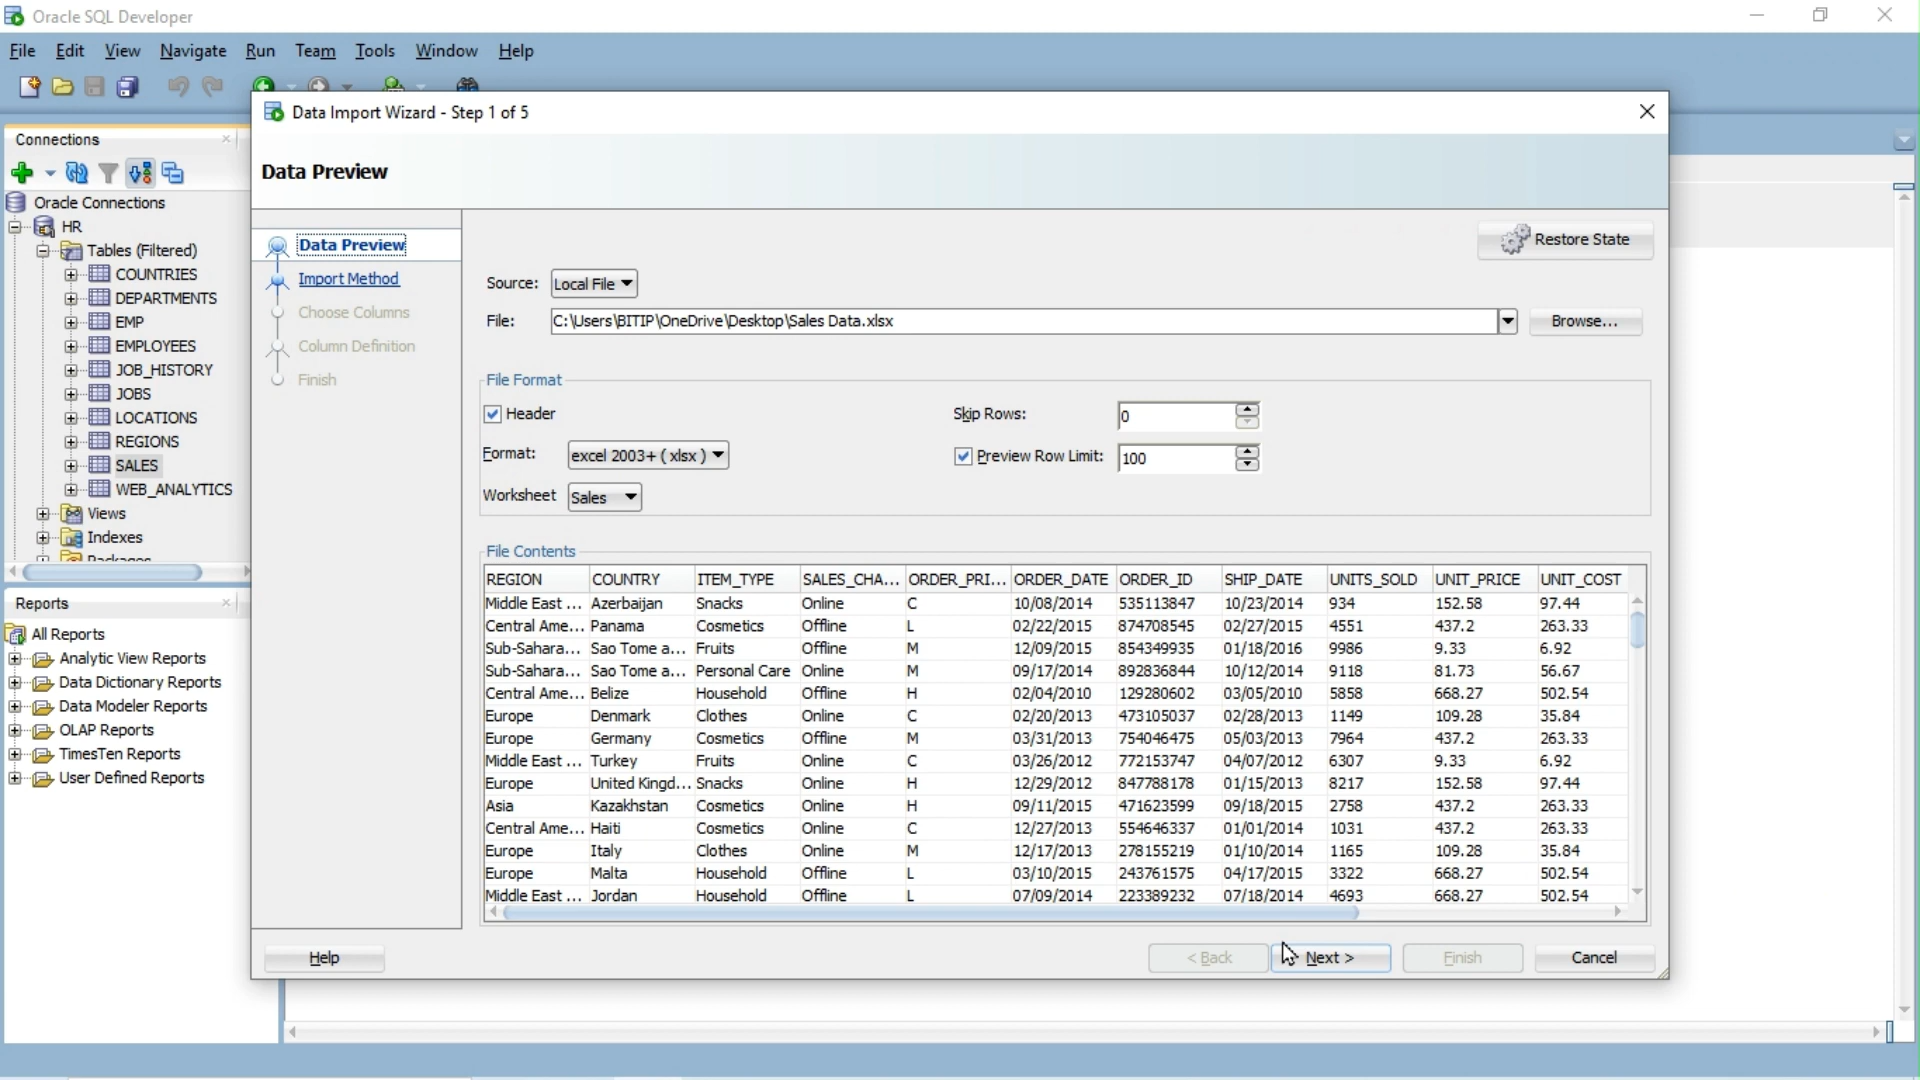 Oracle SQL Developer
File Edit View Navigate Run Team Tools Window Help
Connections
Oracle Connections
HR
Tables (Filtered)
COUNTRIES
DEPARTMENTS
EMP
EMPLOYEES
JOB_HISTORY
JOBS
LOCATIONS
REGIONS
SALES
WEB_ANALYTICS
Views
Indexes
Reports
All Reports
Analytic View Reports
Data Dictionary Reports
Data Modeler Reports
OLAP Reports
TimesTen Reports
User Defined Reports
Data Import Wizard - Step 1 of 5
Data Preview
Data Preview
Import Method
Choose Columns
Column Definition
Finish
Restore State
Source: Local File
File: C:\Users\BITIP\OneDrive\Desktop\Sales Data.xlsx Browse...
File Format
Header Skip Rows: 0
Format: excel 2003+ ( xlsx ) Preview Row Limit: 100
Worksheet Sales
File Contents
REGION COUNTRY ITEM_TYPE SALES_CHA... ORDER_PRI... ORDER_DATE ORDER_ID SHIP_DATE UNITS_SOLD UNIT_PRICE UNIT_COST
Middle East ... Azerbaijan Snacks Online C 10/08/2014 535113847 10/23/2014 934 152.58 97.44
Central Ame... Panama Cosmetics Offline L 02/22/2015 874708545 02/27/2015 4551 437.2 263.33
Sub-Sahara... Sao Tome a... Fruits Offline M 12/09/2015 854349935 01/18/2016 9986 9.33 6.92
Sub-Sahara... Sao Tome a... Personal Care Online M 09/17/2014 892836844 10/12/2014 9118 81.73 56.67
Central Ame... Belize Household Offline H 02/04/2010 129280602 03/05/2010 5858 668.27 502.54
Europe Denmark Clothes Online C 02/20/2013 473105037 02/28/2013 1149 109.28 35.84
Europe Germany Cosmetics Offline M 03/31/2013 754046475 05/03/2013 7964 437.2 263.33
Middle East ... Turkey Fruits Online C 03/26/2012 772153747 04/07/2012 6307 9.33 6.92
Europe United Kingd... Snacks Online H 12/29/2012 847788178 01/15/2013 8217 152.58 97.44
Asia Kazakhstan Cosmetics Online H 09/11/2015 471623599 09/18/2015 2758 437.2 263.33
Central Ame... Haiti Cosmetics Online C 12/27/2013 554646337 01/01/2014 1031 437.2 263.33
Europe Italy Clothes Online M 12/17/2013 278155219 01/10/2014 1165 109.28 35.84
Europe Malta Household Offline L 03/10/2015 243761575 04/17/2015 3322 668.27 502.54
Middle East ... Jordan Household Offline L 07/09/2014 223389232 07/18/2014 4693 668.27 502.54
Help < Back Next > Finish Cancel